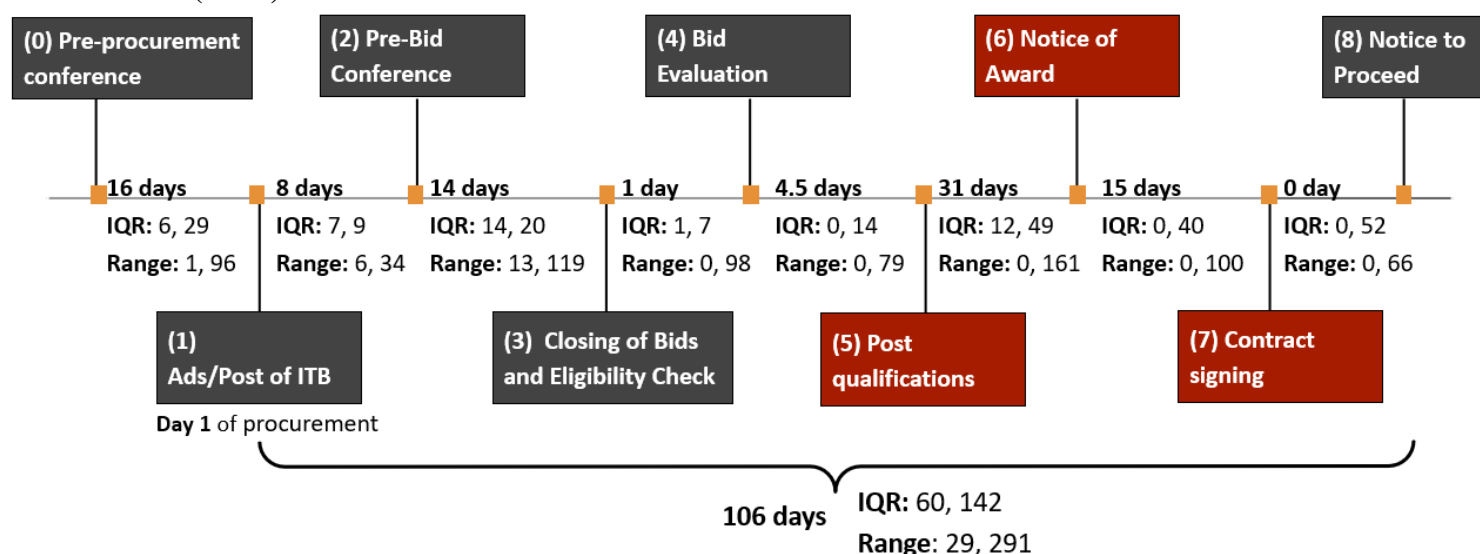 (0) Pre-procurement
conference
(2) Pre-Bid
Conference
(4) Bid
Evaluation
(6) Notice of
Award
(8) Notice to
Proceed
16 days
IQR: 6, 29
Range: 1, 96
8 days
IQR: 7, 9
Range: 6, 34
14 days
IQR: 14, 20
Range: 13, 119
1 day
IQR: 1, 7
Range: 0, 98
4.5 days
IQR: 0, 14
Range: 0, 79
31 days
IQR: 12, 49
Range: 0, 161
15 days
IQR: 0, 40
Range: 0, 100
0 day
IQR: 0, 52
Range: 0, 66
(1)
Ads/Post of ITB
(3) Closing of Bids
and Eligibility Check
(5) Post
qualifications
(7) Contract
signing
Day 1 of procurement
106 days
IQR: 60, 142
Range: 29, 291